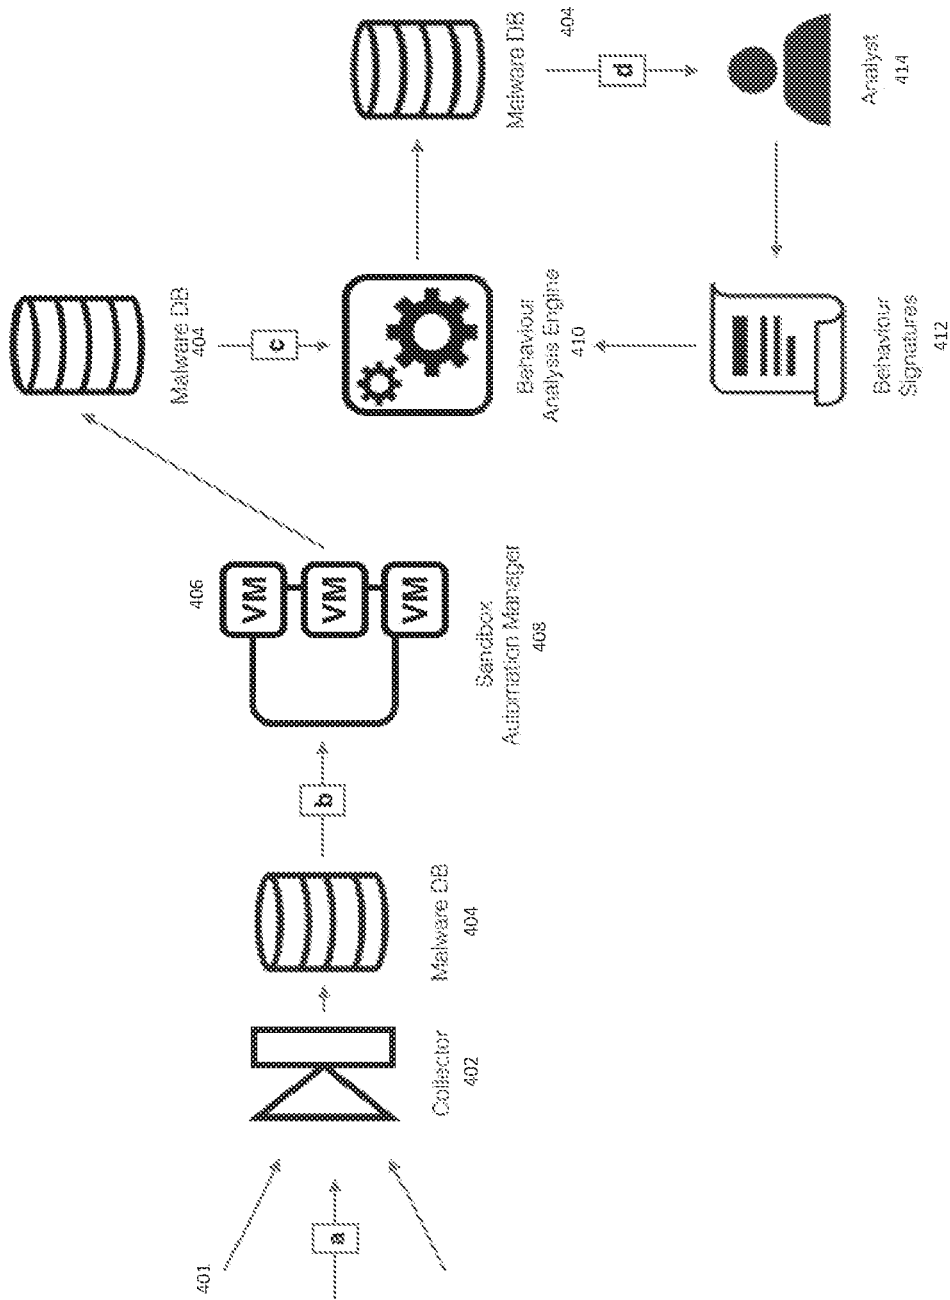 401
a
Collector
402
Malware DB
404
b
406
VM
VM
VM
Sandbox
Automation Manager
408
Malware DB
404
c
Behaviour
Analysis Engine
410
Behaviour
Signatures
412
Malware DB
404
d
Analyst
414